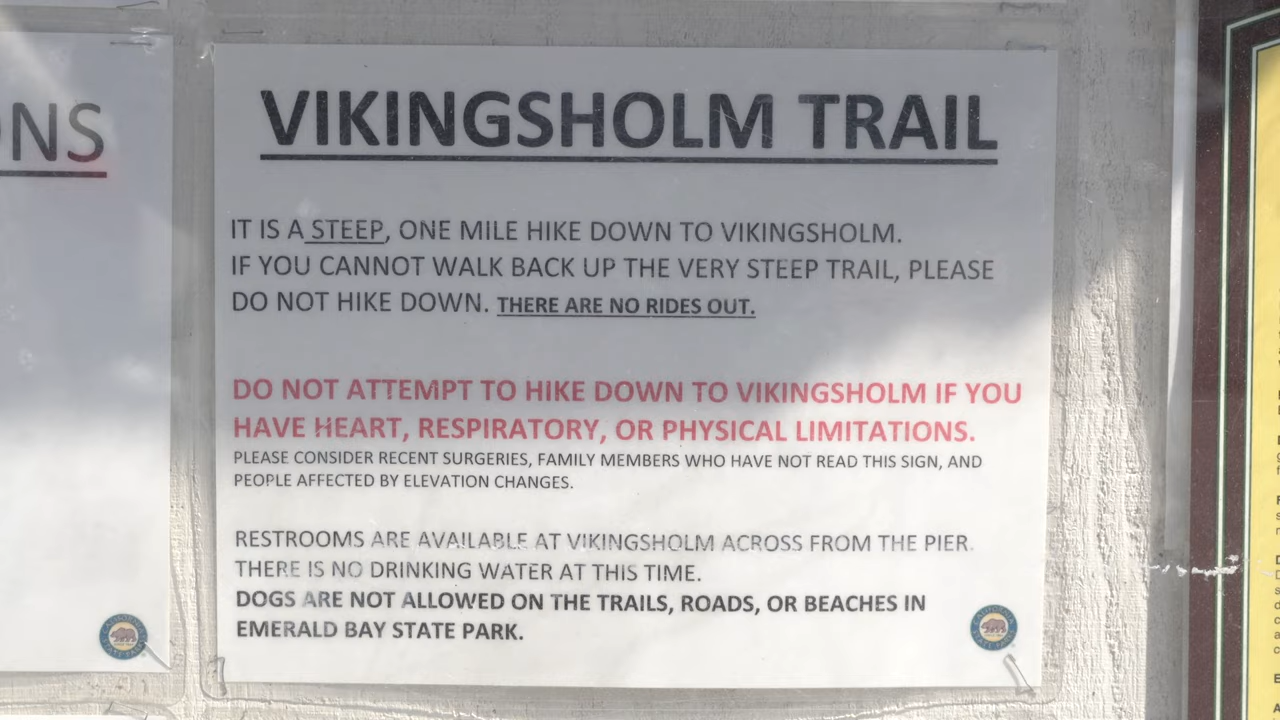 ONS
VIKINGSHOLM TRAIL
IT IS A STEEP, ONE MILE HIKE DOWN TO VIKINGSHOLM.
IF YOU CANNOT WALK BACK UP THE VERY STEEP TRAIL, PLEASE
DO NOT HIKE DOWN. THERE ARE NO RIDES OUT.
DO NOT ATTEMPT TO HIKE DOWN TO VIKINGSHOLM IF YOU
HAVE HEART, RESPIRATORY, OR PHYSICAL LIMITATIONS.
PLEASE CONSIDER RECENT SURGERIES, FAMILY MEMBERS WHO HAVE NOT READ THIS SIGN, AND
PEOPLE AFFECTED BY ELEVATION CHANGES.
RESTROOMS ARE AVAILABLE AT VIKINGSHOLM ACROSS FROM THE PIER.
THERE IS NO DRINKING WATER AT THIS TIME.
DOGS ARE NOT ALLOWED ON THE TRAILS, ROADS, OR BEACHES IN
EMERALD BAY STATE PARK.